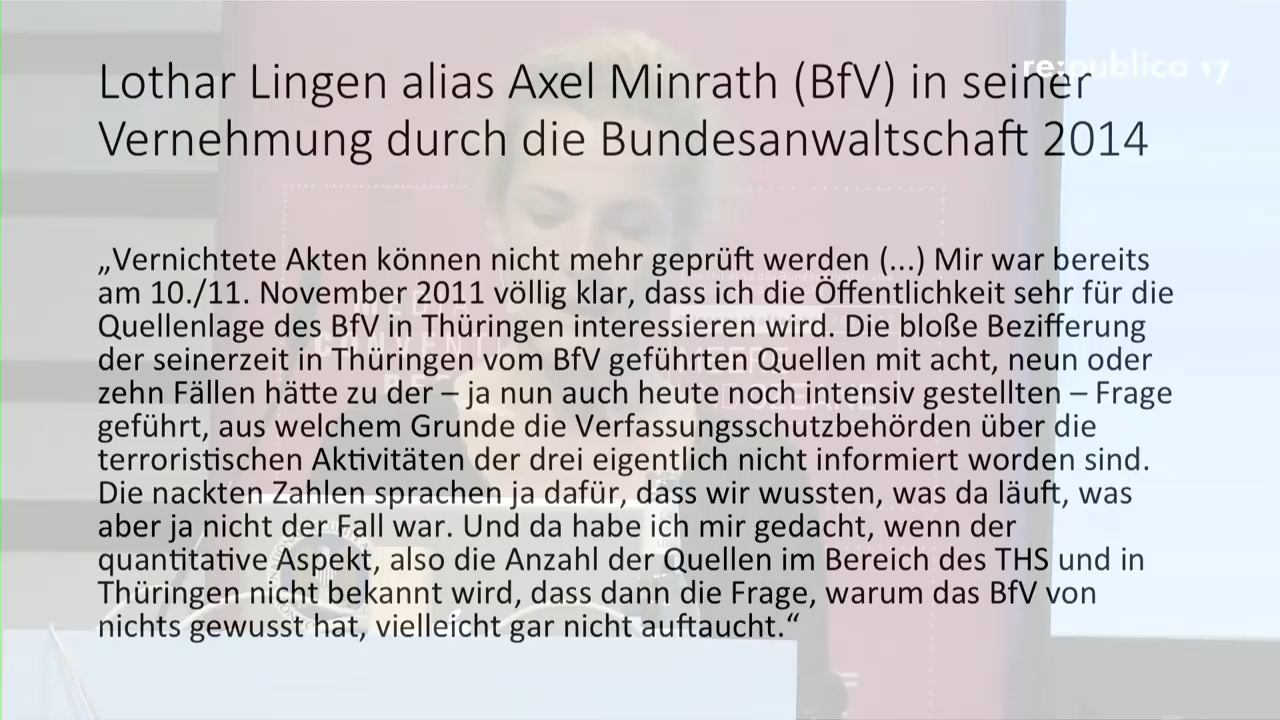 re:publica 17
Lothar Lingen alias Axel Minrath (BfV) in seiner
Vernehmung durch die Bundesanwaltschaft 2014
„Vernichtete Akten können nicht mehr geprüft werden (...) Mir war bereits
am 10./11. November 2011 völlig klar, dass ich die Öffentlichkeit sehr für die
Quellenlage des BfV in Thüringen interessieren wird. Die bloße Bezifferung
der seinerzeit in Thüringen vom BfV geführten Quellen mit acht, neun oder
zehn Fällen hätte zu der – ja nun auch heute noch intensiv gestellten – Frage
geführt, aus welchem Grunde die Verfassungsschutzbehörden über die
terroristischen Aktivitäten der drei eigentlich nicht informiert worden sind.
Die nackten Zahlen sprachen ja dafür, dass wir wussten, was da läuft, was
aber ja nicht der Fall war. Und da habe ich mir gedacht, wenn der
quantitative Aspekt, also die Anzahl der Quellen im Bereich des THS und in
Thüringen nicht bekannt wird, dass dann die Frage, warum das BfV von
nichts gewusst hat, vielleicht gar nicht auftaucht.“